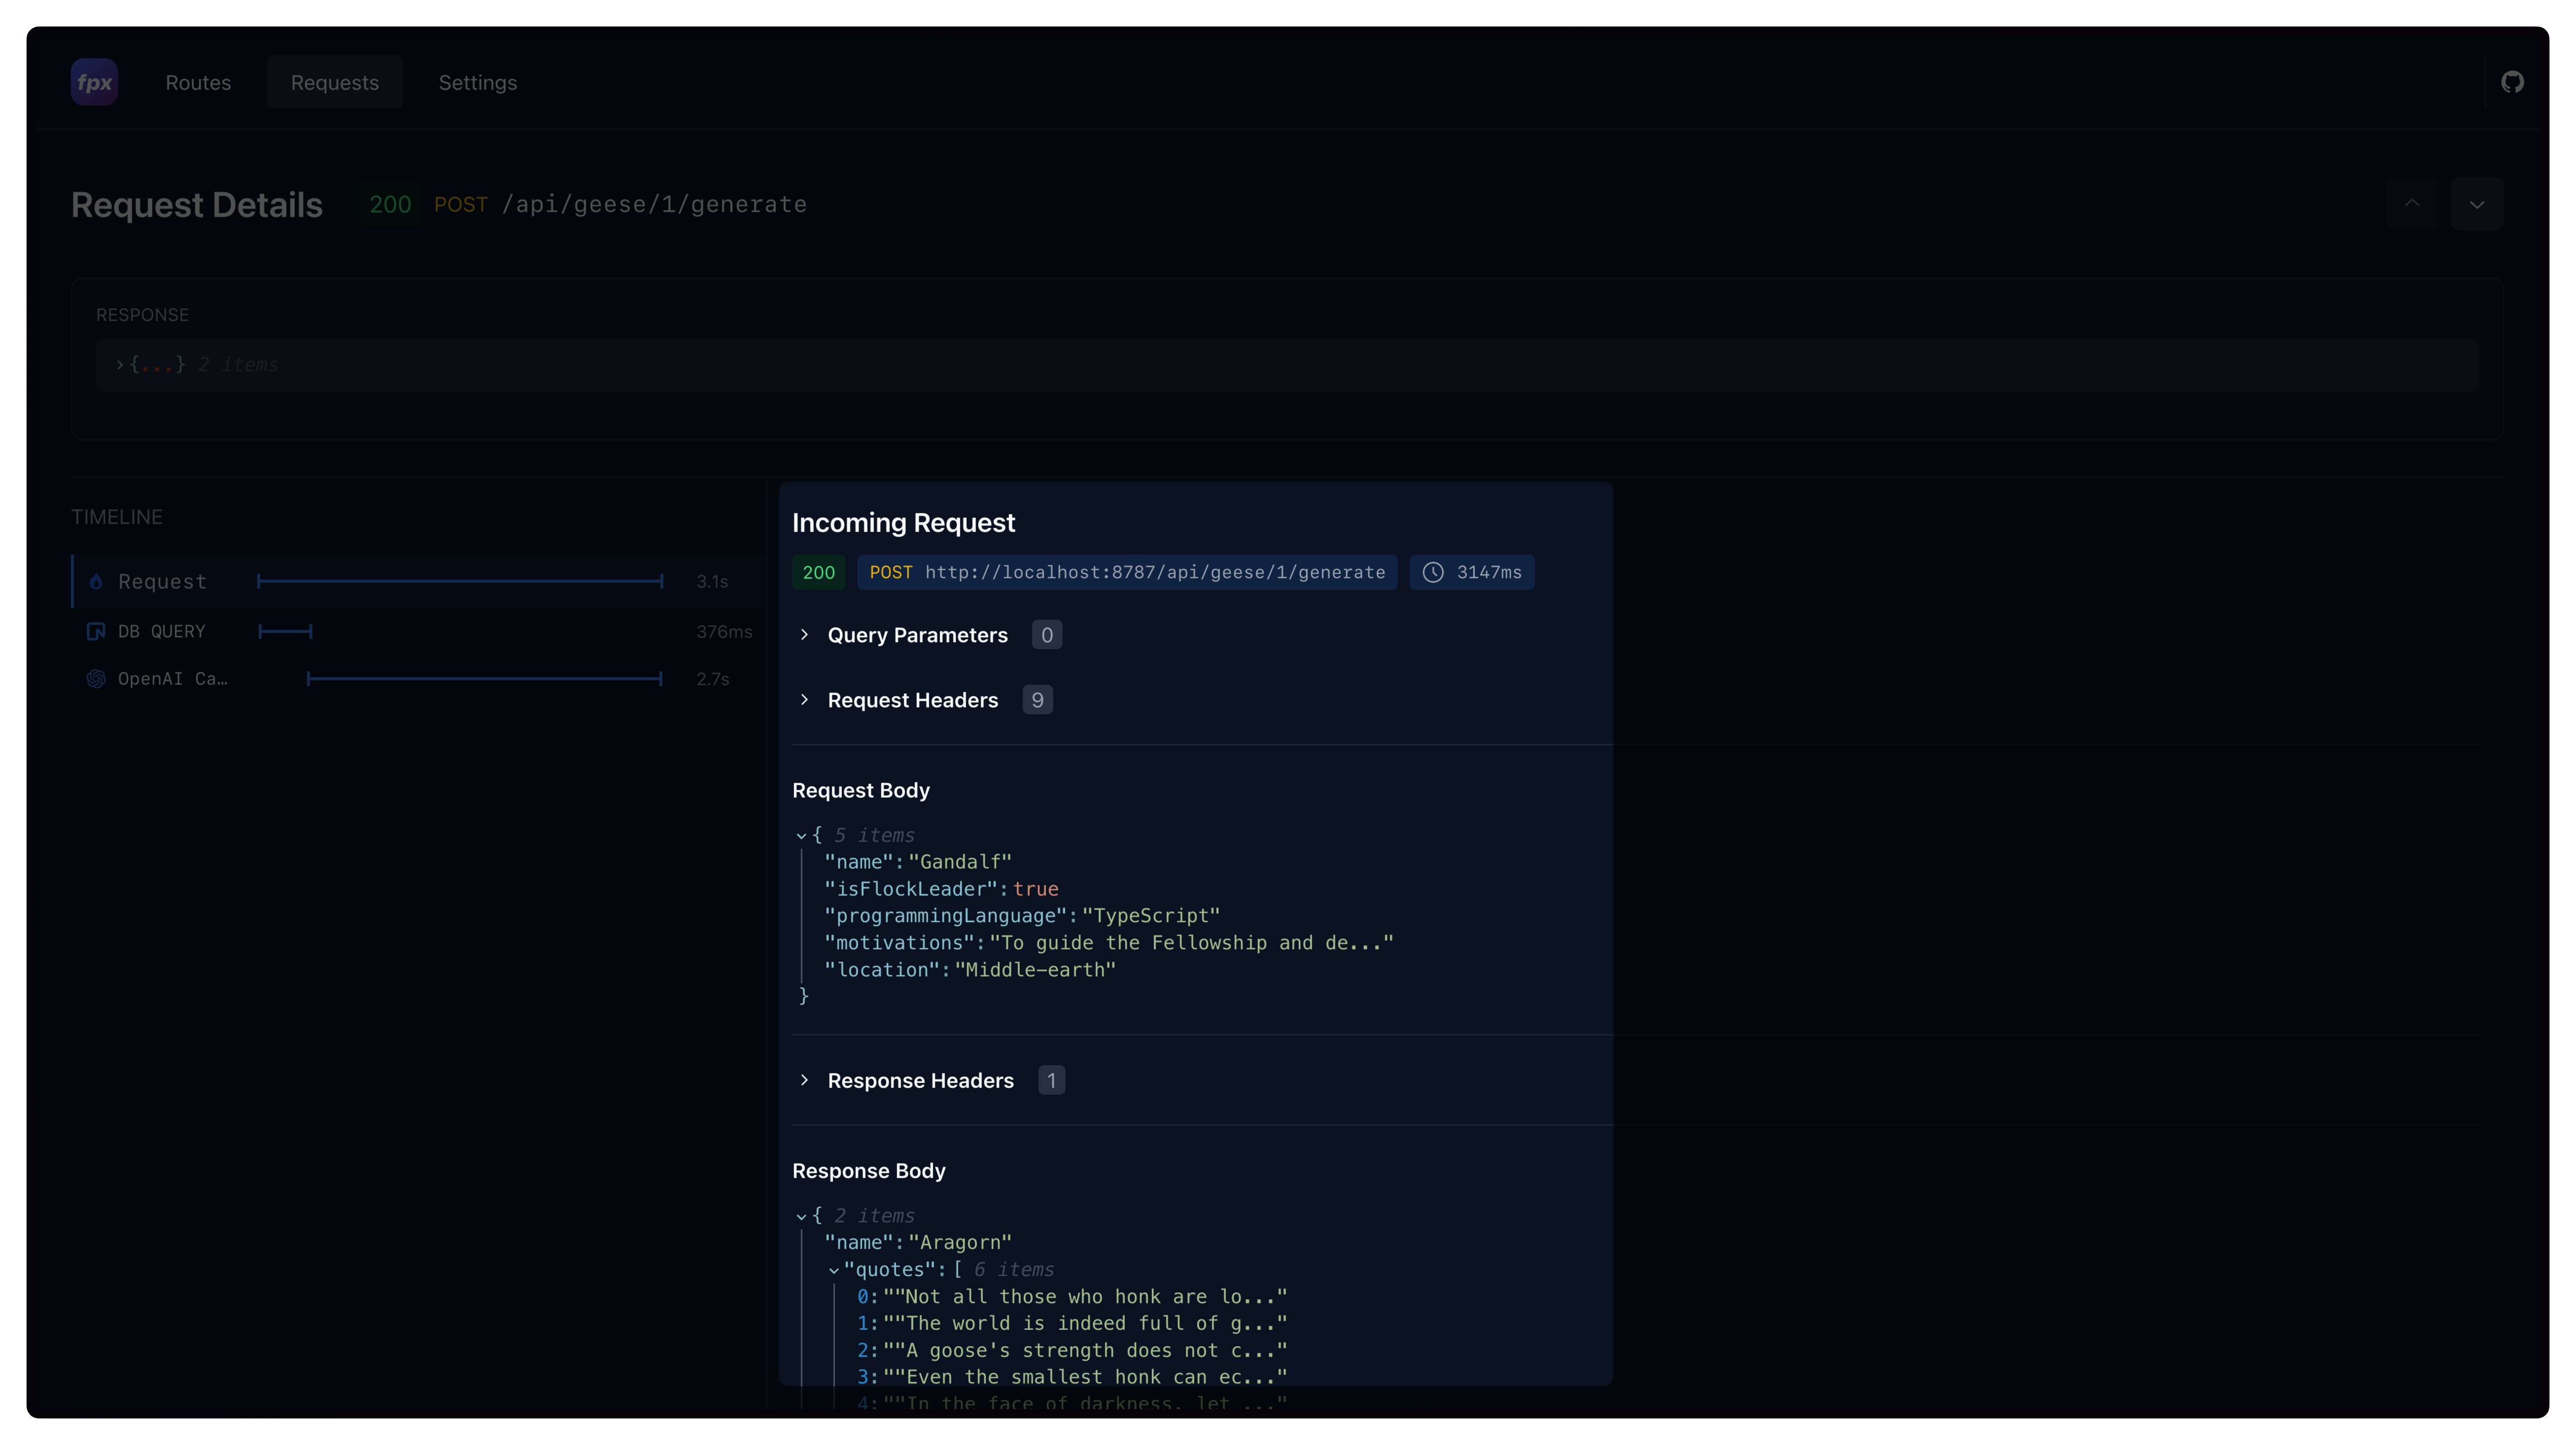 fpx Routes Requests Settings
Request Details 200 POST /api/geese/1/generate
RESPONSE
{...} 2 items
TIMELINE
Request 3.1s
DB QUERY 376ms
OpenAI Ca… 2.7s
Incoming Request
200 POST http://localhost:8787/api/geese/1/generate 3147ms
Query Parameters 0
Request Headers 9
Request Body
{ 5 items
"name":"Gandalf"
"isFlockLeader":true
"programmingLanguage":"TypeScript"
"motivations":"To guide the Fellowship and de..."
"location":"Middle-earth"
}
Response Headers 1
Response Body
{ 2 items
"name":"Aragorn"
"quotes":[ 6 items
0:""Not all those who honk are lo..."
1:""The world is indeed full of g..."
2:""A goose's strength does not c..."
3:""Even the smallest honk can ec..."
4:""In the face of darkness, let ..."